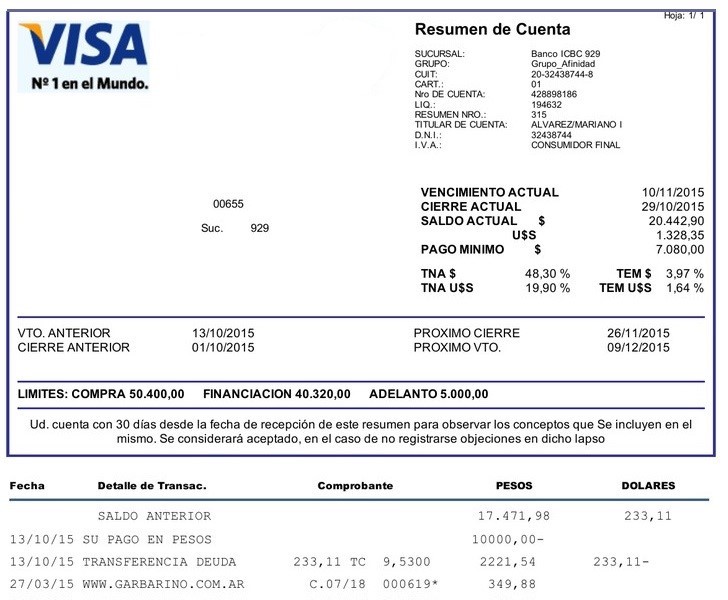 Hoja: 1/ 1
VISA
Nº 1 en el Mundo.
Resumen de Cuenta
SUCURSAL: Banco ICBC 929
GRUPO: Grupo_Afinidad
CUIT: 20-32438744-8
CART.: 01
Nro DE CUENTA: 428898186
LIQ.: 194632
RESUMEN NRO.: 315
TITULAR DE CUENTA: ALVAREZ/MARIANO I
D.N.I.: 32438744
I.V.A.: CONSUMIDOR FINAL
00655
Suc. 929
VENCIMIENTO ACTUAL 10/11/2015
CIERRE ACTUAL 29/10/2015
SALDO ACTUAL $ 20.442,90
U$S 1.328,35
PAGO MINIMO $ 7.080,00
TNA $ 48,30 % TEM $ 3,97 %
TNA U$S 19,90 % TEM U$S 1,64 %
VTO. ANTERIOR 13/10/2015 PROXIMO CIERRE 26/11/2015
CIERRE ANTERIOR 01/10/2015 PROXIMO VTO. 09/12/2015
LIMITES: COMPRA 50.400,00 FINANCIACION 40.320,00 ADELANTO 5.000,00
Ud. cuenta con 30 días desde la fecha de recepción de este resumen para observar los conceptos que Se incluyen en el
mismo. Se considerará aceptado, en el caso de no registrarse objeciones en dicho lapso
Fecha Detalle de Transac. Comprobante PESOS DOLARES
SALDO ANTERIOR 17.471,98 233,11
13/10/15 SU PAGO EN PESOS 10000,00-
13/10/15 TRANSFERENCIA DEUDA 233,11 TC 9,5300 2221,54 233,11-
27/03/15 WWW.GARBARINO.COM.AR C.07/18 000619* 349,88